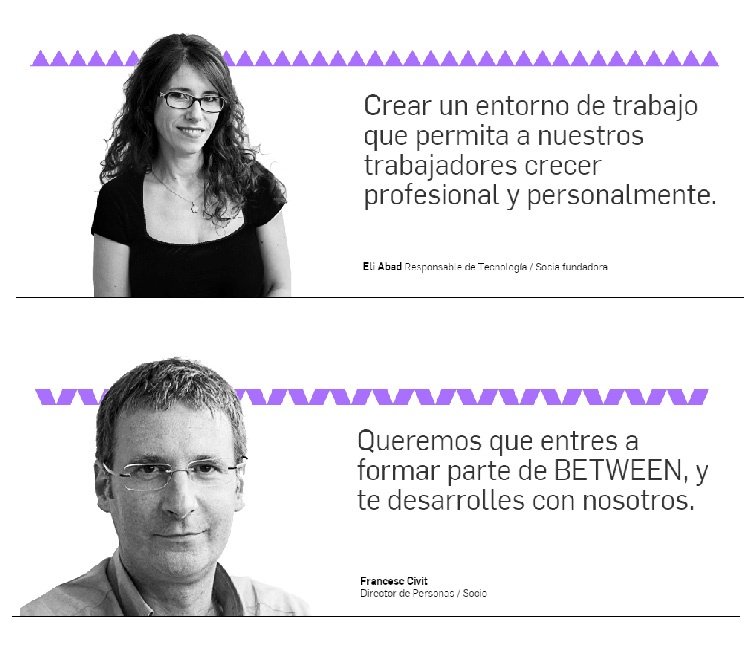 Crear un entorno de trabajo
que permita a nuestros
trabajadores crecer
profesional y personalmente.
Eli Abad Responsable de Tecnología / Socia fundadora
Queremos que entres a
formar parte de BETWEEN, y
te desarrolles con nosotros.
Francesc Civit
Director de Personas / Socio